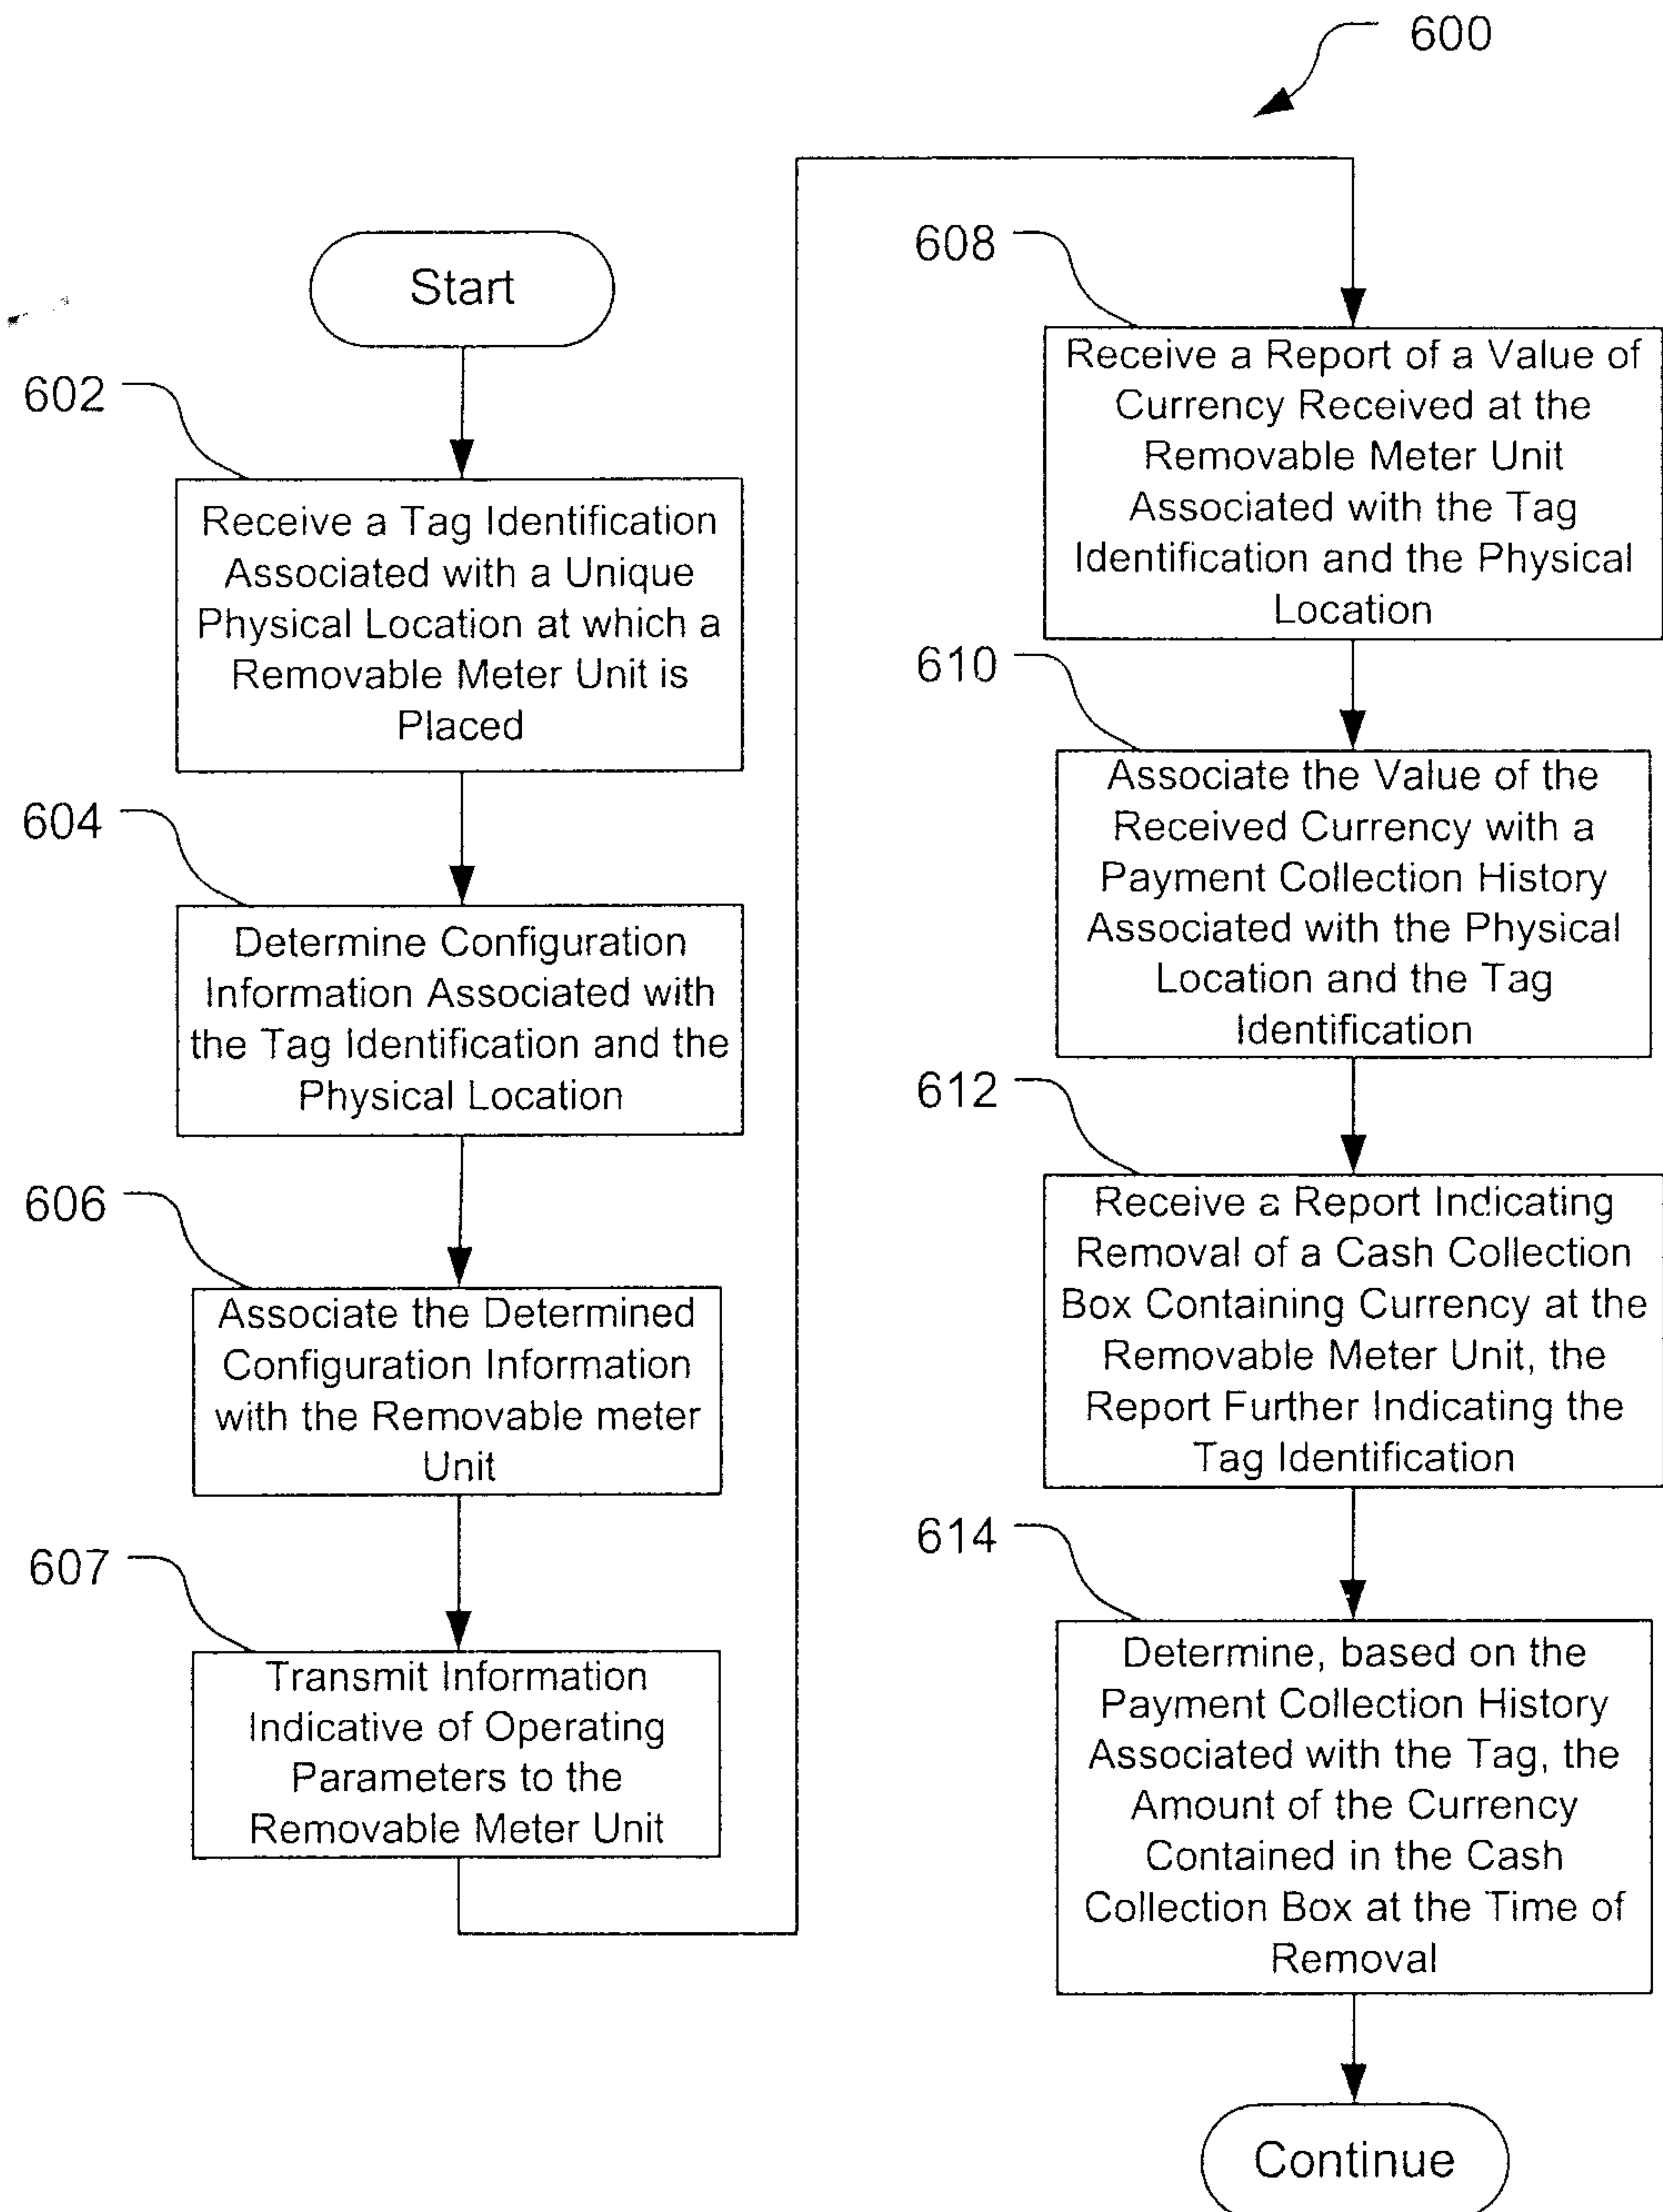 600
Start
602
Receive a Tag Identification
Associated with a Unique
Physical Location at which a
Removable Meter Unit is
Placed
604
Determine Configuration
Information Associated with
the Tag Identification and the
Physical Location
606
Associate the Determined
Configuration Information
with the Removable meter
Unit
607
Transmit Information
Indicative of Operating
Parameters to the
Removable Meter Unit
608
Receive a Report of a Value of
Currency Received at the
Removable Meter Unit
Associated with the Tag
Identification and the Physical
Location
610
Associate the Value of the
Received Currency with a
Payment Collection History
Associated with the Physical
Location and the Tag
Identification
612
Receive a Report Indicating
Removal of a Cash Collection
Box Containing Currency at the
Removable Meter Unit, the
Report Further Indicating the
Tag Identification
614
Determine, based on the
Payment Collection History
Associated with the Tag, the
Amount of the Currency
Contained in the Cash
Collection Box at the Time of
Removal
Continue